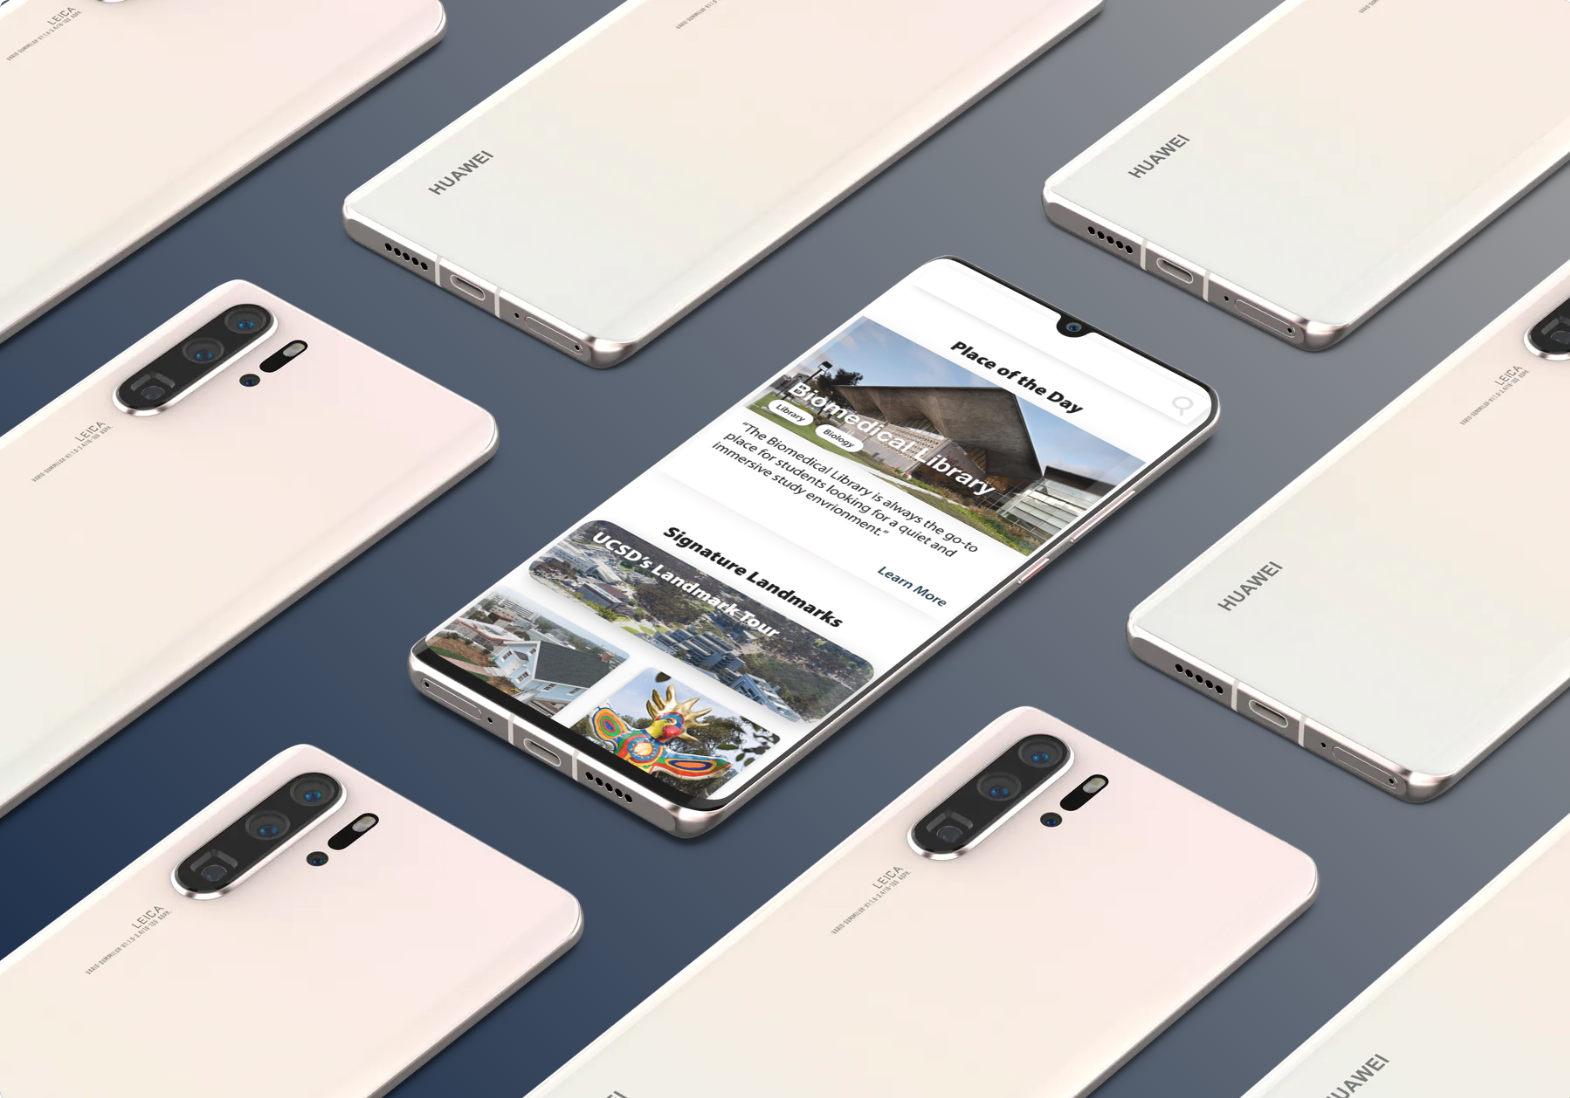 LEICA
HUAWEI
HUAWEI
LEICA
Place of the Day
Biomedical Library
Library
Biology
"The Biomedical Library is always the go-to
place for students looking for a quiet and
immersive study envrionment."
Learn More
Signature Landmarks
UCSD's Landmark Tour
LEICA
HUAWEI
LEICA
LEICA
HUAWEI